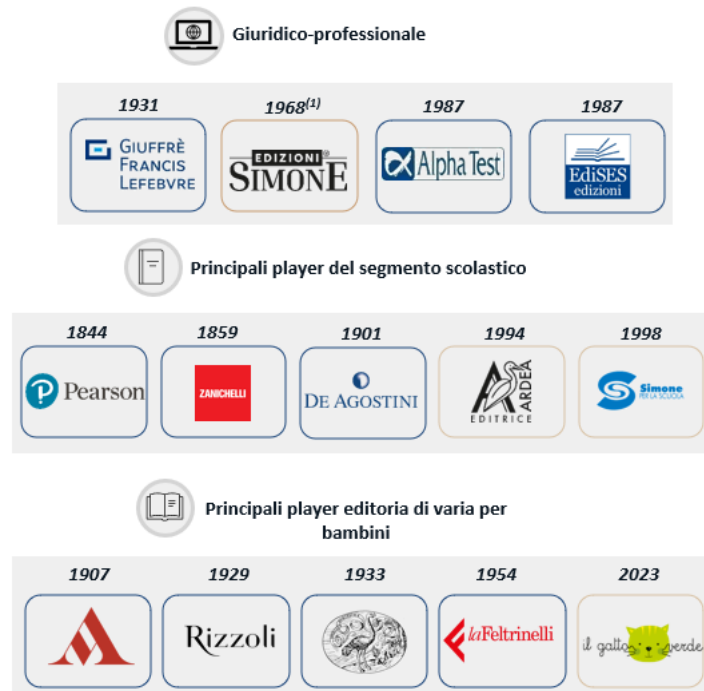 Giuridico-professionale
1931 1968(1) 1987 1987
GIUFFRÈ
FRANCIS
LEFEBVRE
EDIZIONI®
SIMONE
Alpha Test
EdiSES
edizioni
Principali player del segmento scolastico
1844 1859 1901 1994 1998
Pearson
ZANICHELLI
DE AGOSTINI
ARDEA
EDITRICE
Simone
PER LA SCUOLA
Principali player editoria di varia per
bambini
1907 1929 1933 1954 2023
Rizzoli
laFeltrinelli
il gatto verde